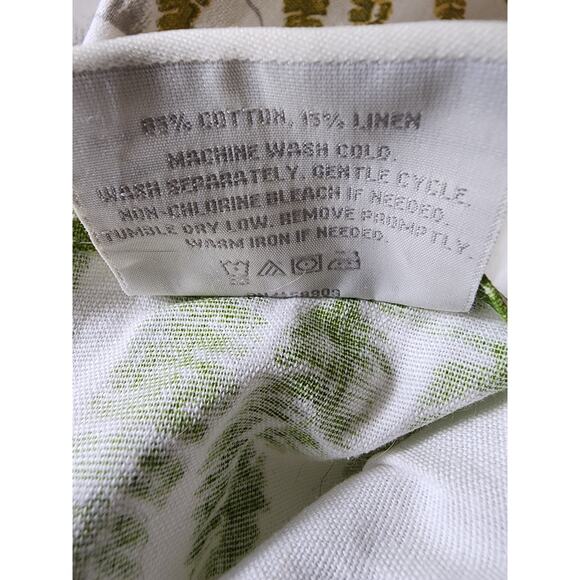 85% COTTON, 15% LINEN
MACHINE WASH COLD.
WASH SEPARATELY. GENTLE CYCLE.
NON-CHLORINE BLEACH IF NEEDED.
TUMBLE DRY LOW. REMOVE PROMPTLY.
WARM IRON IF NEEDED.